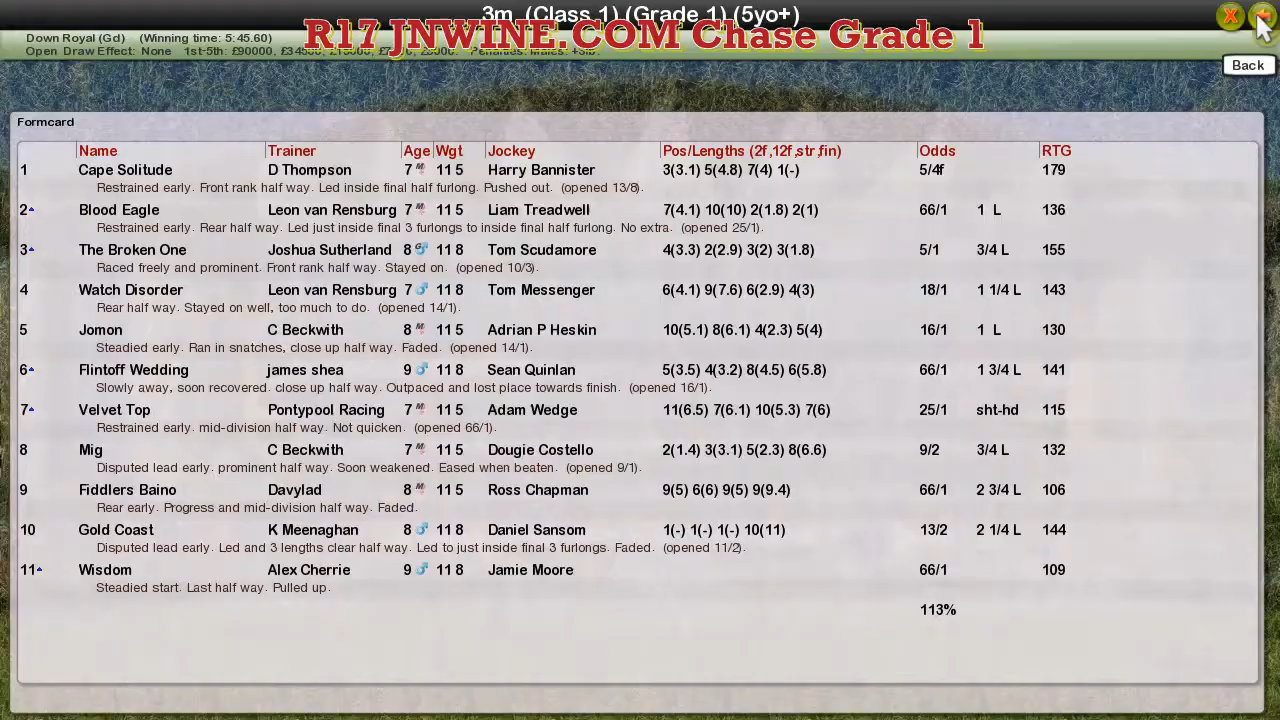 3m (Class 1) (Grade 1) (5yo+)
R17 JNWINE.COM Chase Grade 1
Down Royal (Gd) (Winning time: 5:45.60)
Open Draw Effect: None 1st-5th: £90000,
Back
Formcard
Name Trainer Age Wgt Jockey Pos/Lengths (2f,12f,str,fin) Odds RTG
1 Cape Solitude D Thompson 7 M 11 5 Harry Bannister 3(3.1) 5(4.8) 7(4) 1(-) 5/4f 179
Restrained early. Front rank half way. Led inside final half furlong. Pushed out. (opened 13/8).
2 Blood Eagle Leon van Rensburg 7 M 11 5 Liam Treadwell 7(4.1) 10(10) 2(1.8) 2(1) 66/1 1 L 136
Restrained early. Rear half way. Led just inside final 3 furlongs to inside final half furlong. No extra. (opened 25/1).
3 The Broken One Joshua Sutherland 8 11 8 Tom Scudamore 4(3.3) 2(2.9) 3(2) 3(1.8) 5/1 3/4 L 155
Raced freely and prominent. Front rank half way. Stayed on. (opened 10/3).
4 Watch Disorder Leon van Rensburg 7 11 8 Tom Messenger 6(4.1) 9(7.6) 6(2.9) 4(3) 18/1 1 1/4 L 143
Rear half way. Stayed on well, too much to do. (opened 14/1).
5 Jomon C Beckwith 8 M 11 5 Adrian P Heskin 10(5.1) 8(6.1) 4(2.3) 5(4) 16/1 1 L 130
Steadied early. Ran in snatches, close up half way. Faded. (opened 14/1).
6 Flintoff Wedding james shea 9 11 8 Sean Quinlan 5(3.5) 4(3.2) 8(4.5) 6(5.8) 66/1 1 3/4 L 141
Slowly away, soon recovered. close up half way. Outpaced and lost place towards finish. (opened 16/1).
7 Velvet Top Pontypool Racing 7 M 11 5 Adam Wedge 11(6.5) 7(6.1) 10(5.3) 7(6) 25/1 sht-hd 115
Restrained early. mid-division half way. Not quicken. (opened 66/1).
8 Mig C Beckwith 7 M 11 5 Dougie Costello 2(1.4) 3(3.1) 5(2.3) 8(6.6) 9/2 3/4 L 132
Disputed lead early. prominent half way. Soon weakened. Eased when beaten. (opened 9/1).
9 Fiddlers Baino Davylad 8 M 11 5 Ross Chapman 9(5) 6(6) 9(5) 9(9.4) 66/1 2 3/4 L 106
Rear early. Progress and mid-division half way. Faded.
10 Gold Coast K Meenaghan 8 11 8 Daniel Sansom 1(-) 1(-) 1(-) 10(11) 13/2 2 1/4 L 144
Disputed lead early. Led and 3 lengths clear half way. Led to just inside final 3 furlongs. Faded. (opened 11/2).
11 Wisdom Alex Cherrie 9 11 8 Jamie Moore 66/1 109
Steadied start. Last half way. Pulled up.
113%